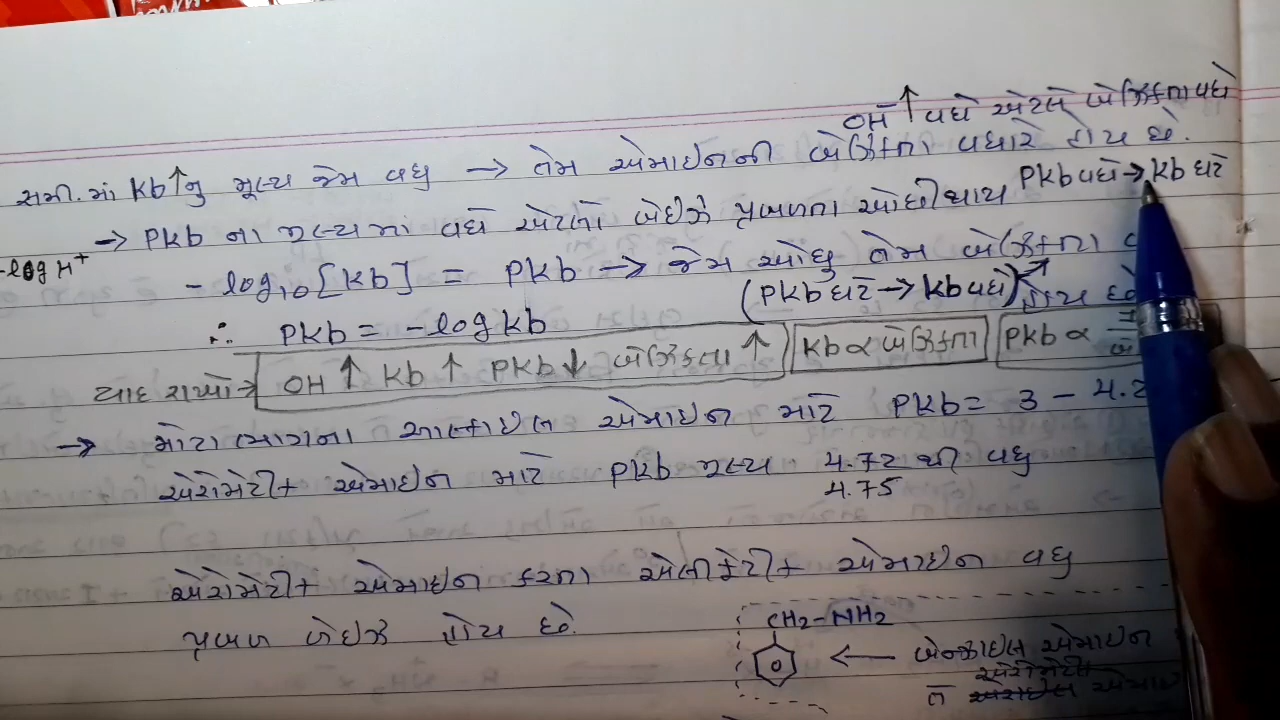 OH⁻ ↑ વધે એટલે બેઝિકતા વધે
સમી. માં Kb↑નુ મૂલ્ય જેમ વધુ → તેમ એમાઇનની બેઝિકતા વધારે હોય છે.
→ PKb ના મૂલ્યમાં વધે એટલો બેઇઝ પ્રબળતા ઓછી થાય PKb વધે → Kb ઘટે
-log H⁺
- log₁₀ [Kb] = PKb → જેમ ઓછુ તેમ બેઝિકતા
(PKb ઘટે → Kb વધે) હોય છે
∴ PKb = -log Kb
યાદ રાખો → OH ↑ Kb ↑ PKb ↓ બેઝિકતા ↑ Kb ∝ બેઝિકતા PKb ∝
→ મોટા ભાગના આલ્કાઇલ એમાઇન માટે PKb = 3 - 4.2
એરોમેટીક એમાઇન માટે PKb મૂલ્ય 4.72 થી વધુ
4.75
એરોમેટીક એમાઇન કરતા એલીફેટીક એમાઇન વધુ
પ્રબળ બેઇઝ હોય છે.
CH2-NH2
← બેન્ઝાઇલ એમાઇન
એરોમેટીક
ત એમાઇ